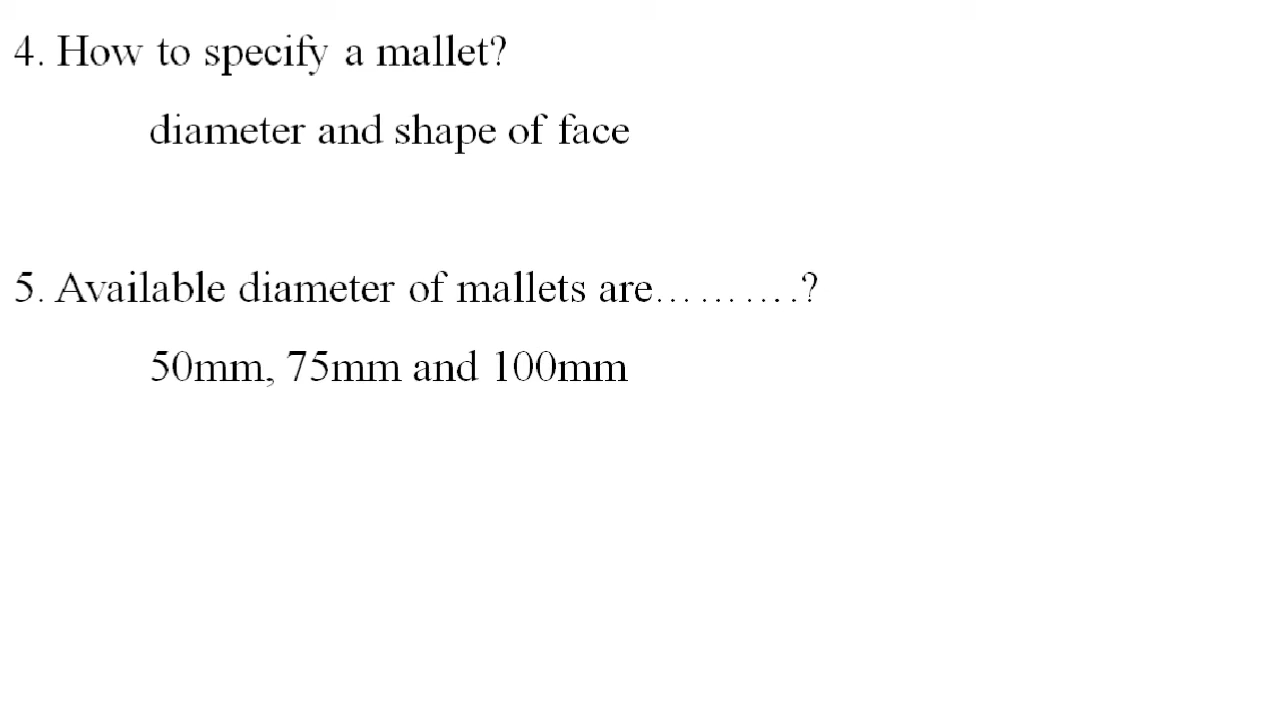 4. How to specify a mallet?
diameter and shape of face
5. Available diameter of mallets are……….?
50mm, 75mm and 100mm